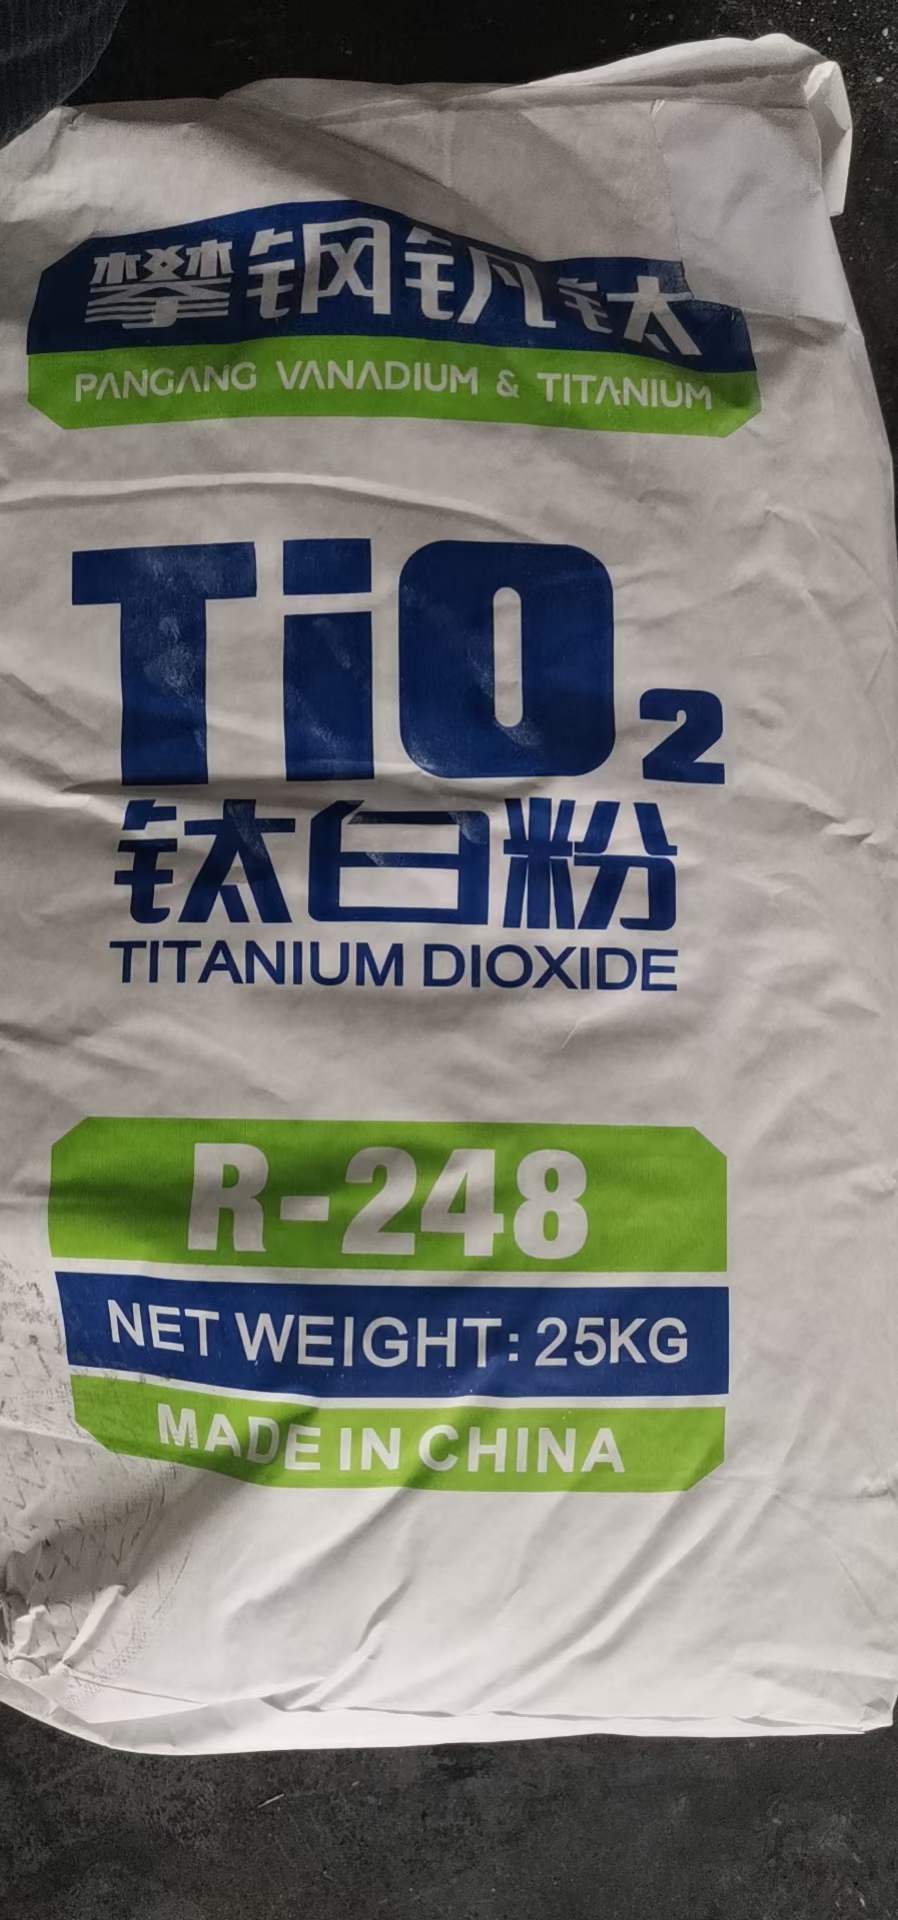 攀钢钒钛
PANGANG VANADIUM & TITANIUM
TiO₂
钛白粉
TITANIUM DIOXIDE
R-248
NET WEIGHT: 25KG
MADE IN CHINA